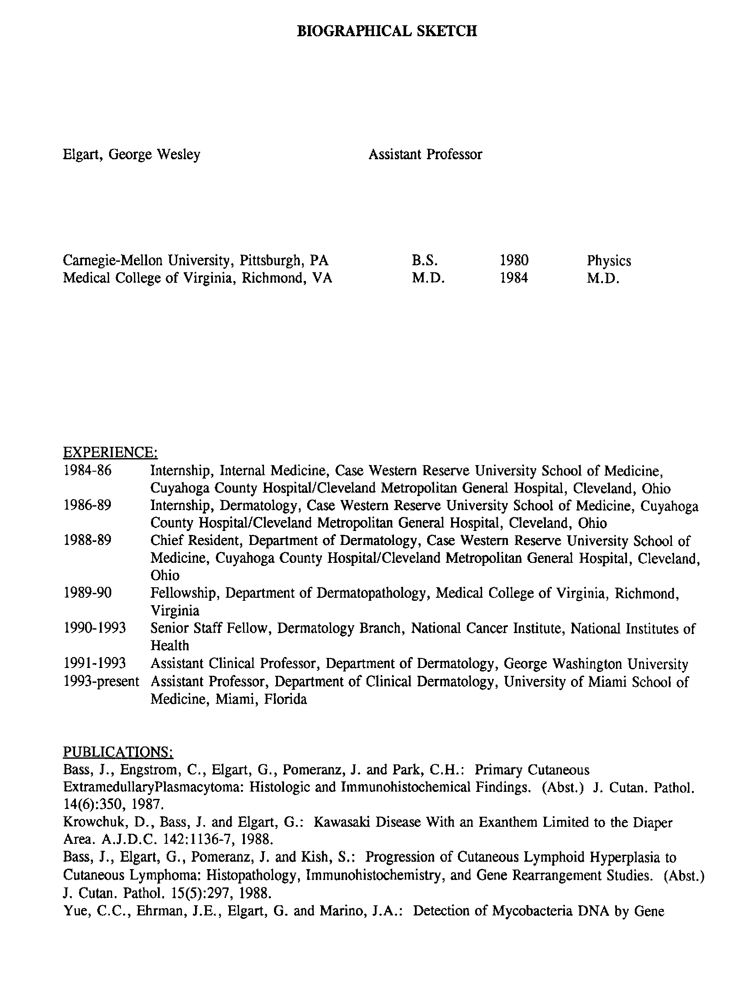 BIOGRAPHICAL SKETCH
Elgart, George Wesley Assistant Professor
Carnegie-Mellon University, Pittsburgh, PA B.S. 1980 Physics
Medical College of Virginia, Richmond, VA M.D. 1984 M.D.
EXPERIENCE:
1984-86 Internship, Internal Medicine, Case Western Reserve University School of Medicine,
Cuyahoga County Hospital/Cleveland Metropolitan General Hospital, Cleveland, Ohio
1986-89 Internship, Dermatology, Case Western Reserve University School of Medicine, Cuyahoga
County Hospital/Cleveland Metropolitan General Hospital, Cleveland, Ohio
1988-89 Chief Resident, Department of Dermatology, Case Western Reserve University School of
Medicine, Cuyahoga County Hospital/Cleveland Metropolitan General Hospital, Cleveland,
Ohio
1989-90 Fellowship, Department of Dermatopathology, Medical College of Virginia, Richmond,
Virginia
1990-1993 Senior Staff Fellow, Dermatology Branch, National Cancer Institute, National Institutes of
Health
1991-1993 Assistant Clinical Professor, Department of Dermatology, George Washington University
1993-present Assistant Professor, Department of Clinical Dermatology, University of Miami School of
Medicine, Miami, Florida
PUBLICATIONS:
Bass, J., Engstrom, C., Elgart, G., Pomeranz, J. and Park, C.H.: Primary Cutaneous
ExtramedullaryPlasmacytoma: Histologic and Immunohistochemical Findings. (Abst.) J. Cutan. Pathol.
14(6):350, 1987.
Krowchuk, D., Bass, J. and Elgart, G.: Kawasaki Disease With an Exanthem Limited to the Diaper
Area. A.J.D.C. 142:1136-7, 1988.
Bass, J., Elgart, G., Pomeranz, J. and Kish, S.: Progression of Cutaneous Lymphoid Hyperplasia to
Cutaneous Lymphoma: Histopathology, Immunohistochemistry, and Gene Rearrangement Studies. (Abst.)
J. Cutan. Pathol. 15(5):297, 1988.
Yue, C.C., Ehrman, J.E., Elgart, G. and Marino, J.A.: Detection of Mycobacteria DNA by Gene